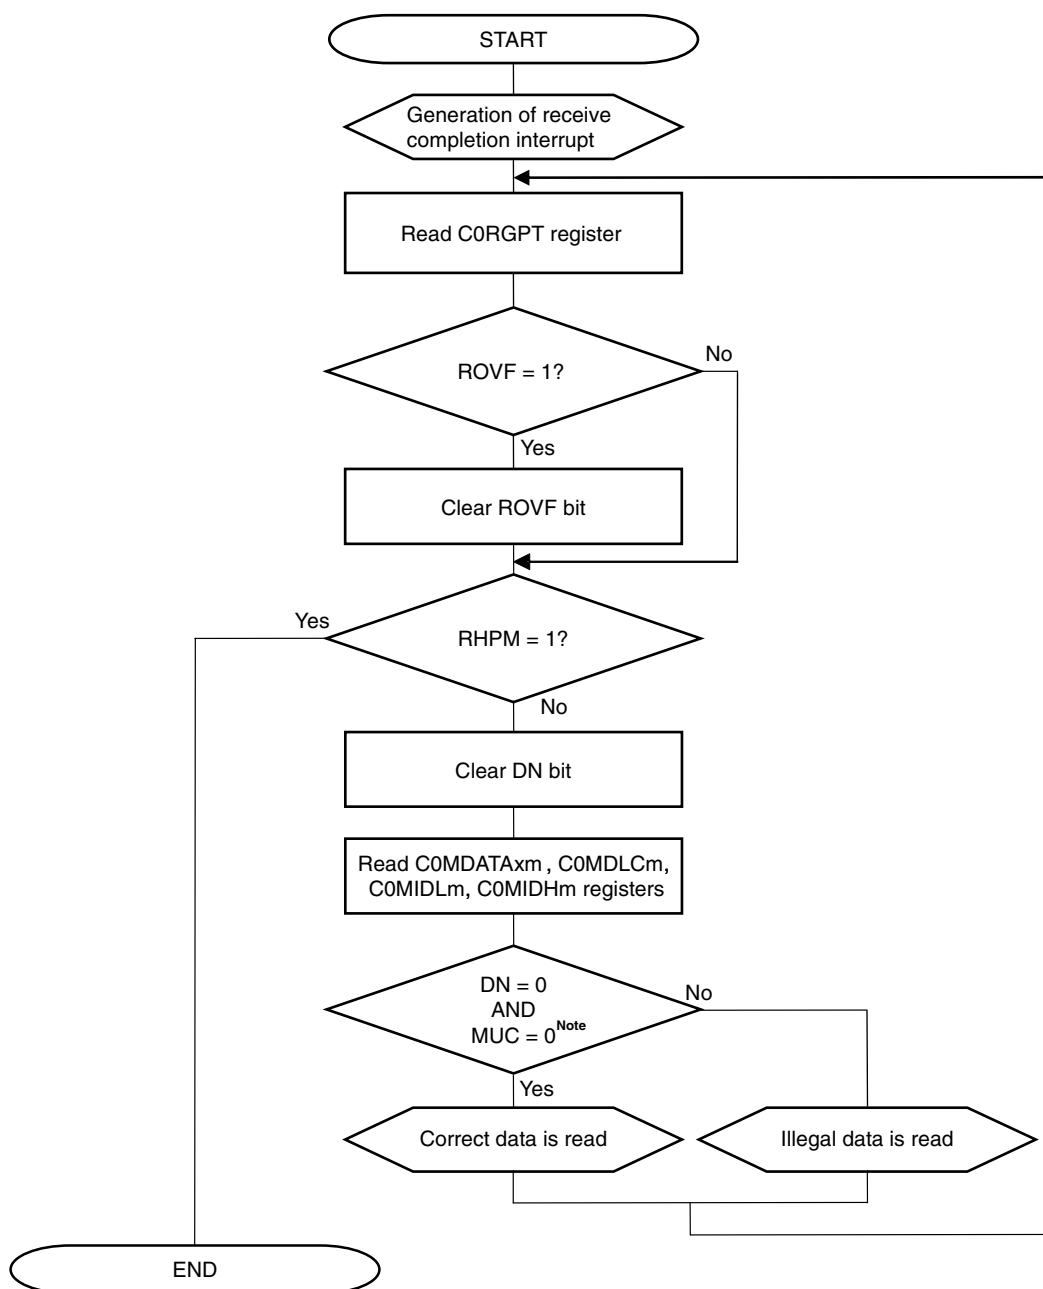 START
Generation of receive
completion interrupt
Read C0RGPT register
ROVF = 1?
No
Yes
Clear ROVF bit
Yes
RHPM = 1?
No
Clear DN bit
Read C0MDATAxm , C0MDLCm,
C0MIDLm, C0MIDHm registers
DN = 0
AND
MUC = 0Note
No
Yes
Correct data is read
Illegal data is read
END